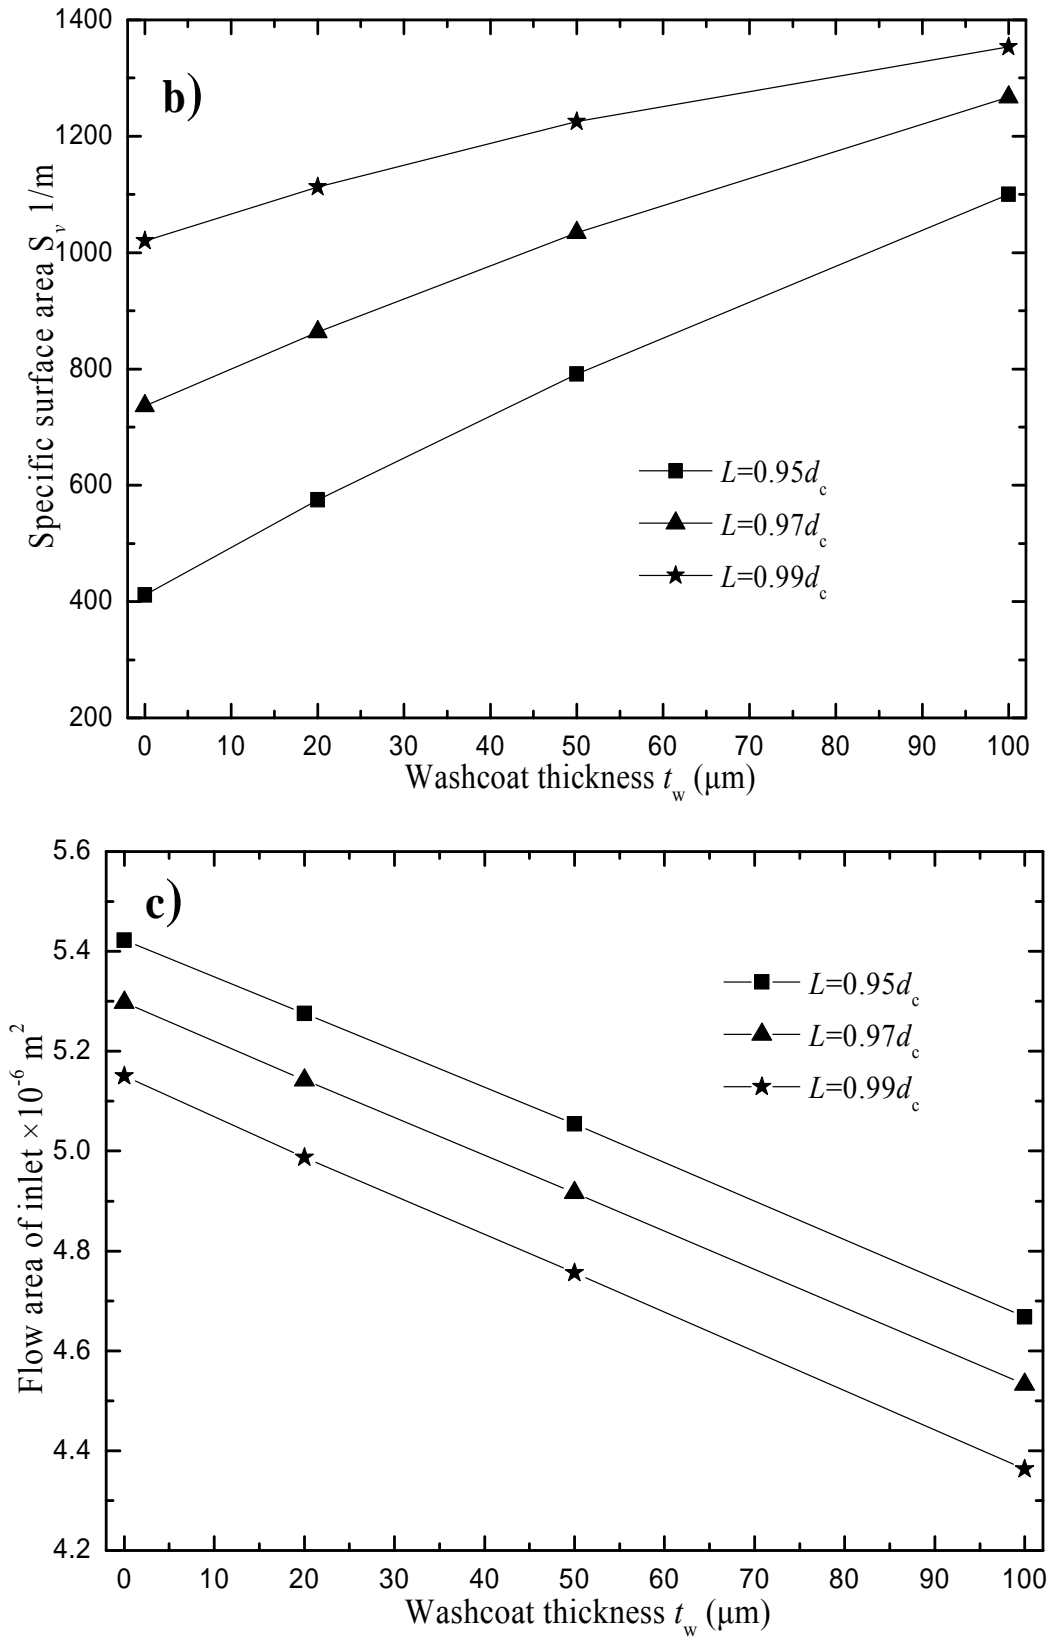 b)
1400
1200
1000
800
600
400
200
Specific surface area Sᵥ 1/m
L=0.95d_c
L=0.97d_c
L=0.99d_c
0 10 20 30 40 50 60 70 80 90 100
Washcoat thickness t_w (μm)
c)
5.6
5.4
5.2
5.0
4.8
4.6
4.4
4.2
Flow area of inlet ×10⁻⁶ m²
L=0.95d_c
L=0.97d_c
L=0.99d_c
0 10 20 30 40 50 60 70 80 90 100
Washcoat thickness t_w (μm)